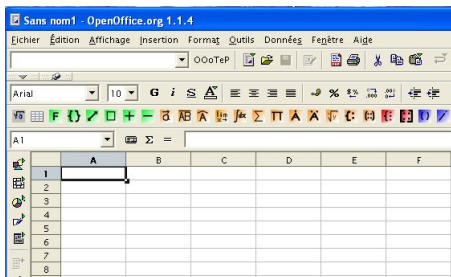 Sans nom1 - OpenOffice.org 1.1.4
Fichier Édition Affichage Insertion Format Outils Données Fenêtre Aide
OOoTeP
Arial 10 G i S A %
A1 Σ =
A B C D E F
1
2
3
4
5
6
7
8